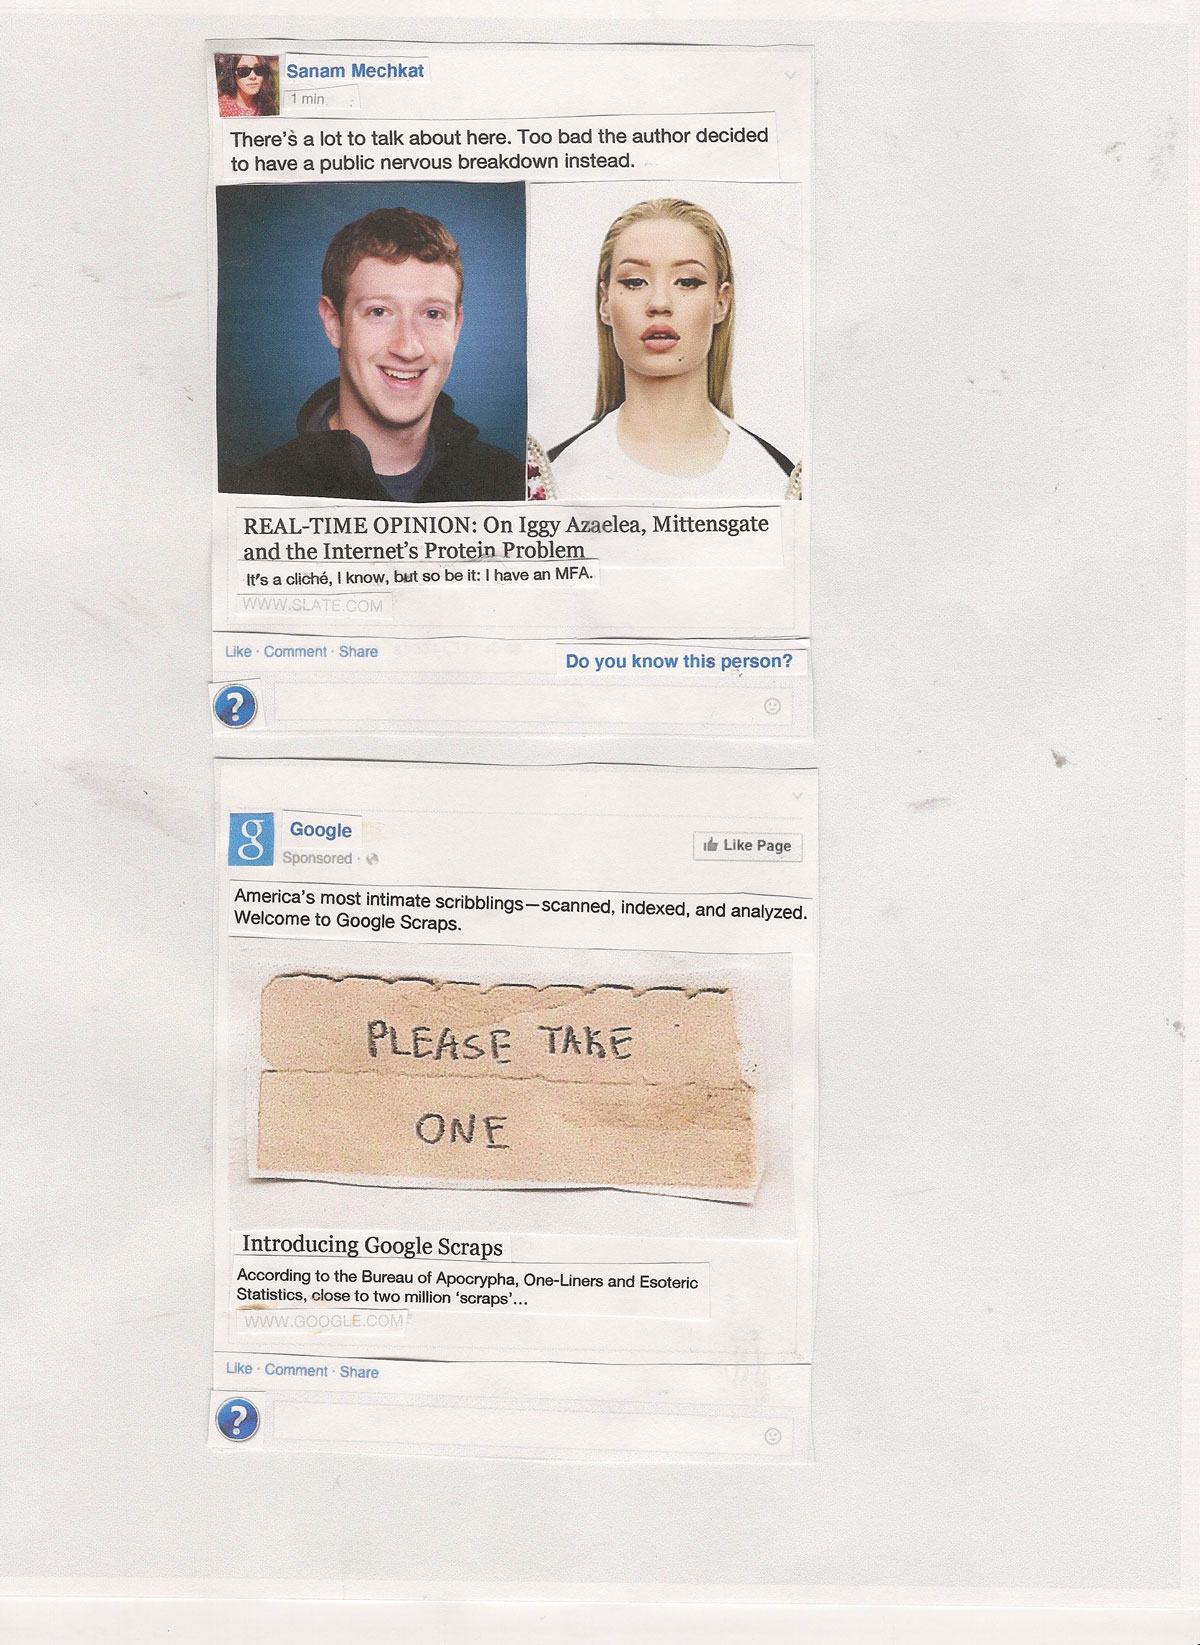 Sanam Mechkat
1 min
There's a lot to talk about here. Too bad the author decided
to have a public nervous breakdown instead.
REAL-TIME OPINION: On Iggy Azaelea, Mittensgate
and the Internet's Protein Problem
It's a cliché, I know, but so be it: I have an MFA.
WWW.SLATE.COM
Like · Comment · Share
Do you know this person?
?
g
Google
Sponsored ·
Like Page
America's most intimate scribblings—scanned, indexed, and analyzed.
Welcome to Google Scraps.
PLEASE TAKE
ONE
Introducing Google Scraps
According to the Bureau of Apocrypha, One-Liners and Esoteric
Statistics, close to two million 'scraps'...
WWW.GOOGLE.COM
Like · Comment · Share
?